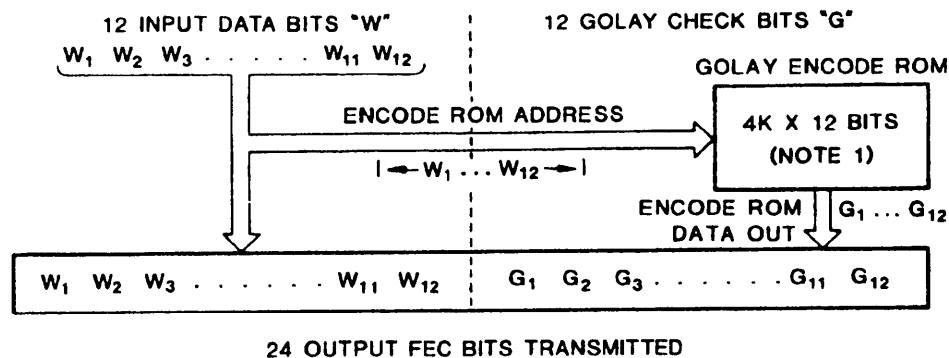 12 INPUT DATA BITS "W"
12 GOLAY CHECK BITS "G"
W1 W2 W3 . . . . . . W11 W12
GOLAY ENCODE ROM
ENCODE ROM ADDRESS
4K X 12 BITS
(NOTE 1)
W1 ... W12
ENCODE ROM
DATA OUT
G1 ... G12
W1 W2 W3 . . . . . . . W11 W12 G1 G2 G3 . . . . . . . G11 G12
24 OUTPUT FEC BITS TRANSMITTED